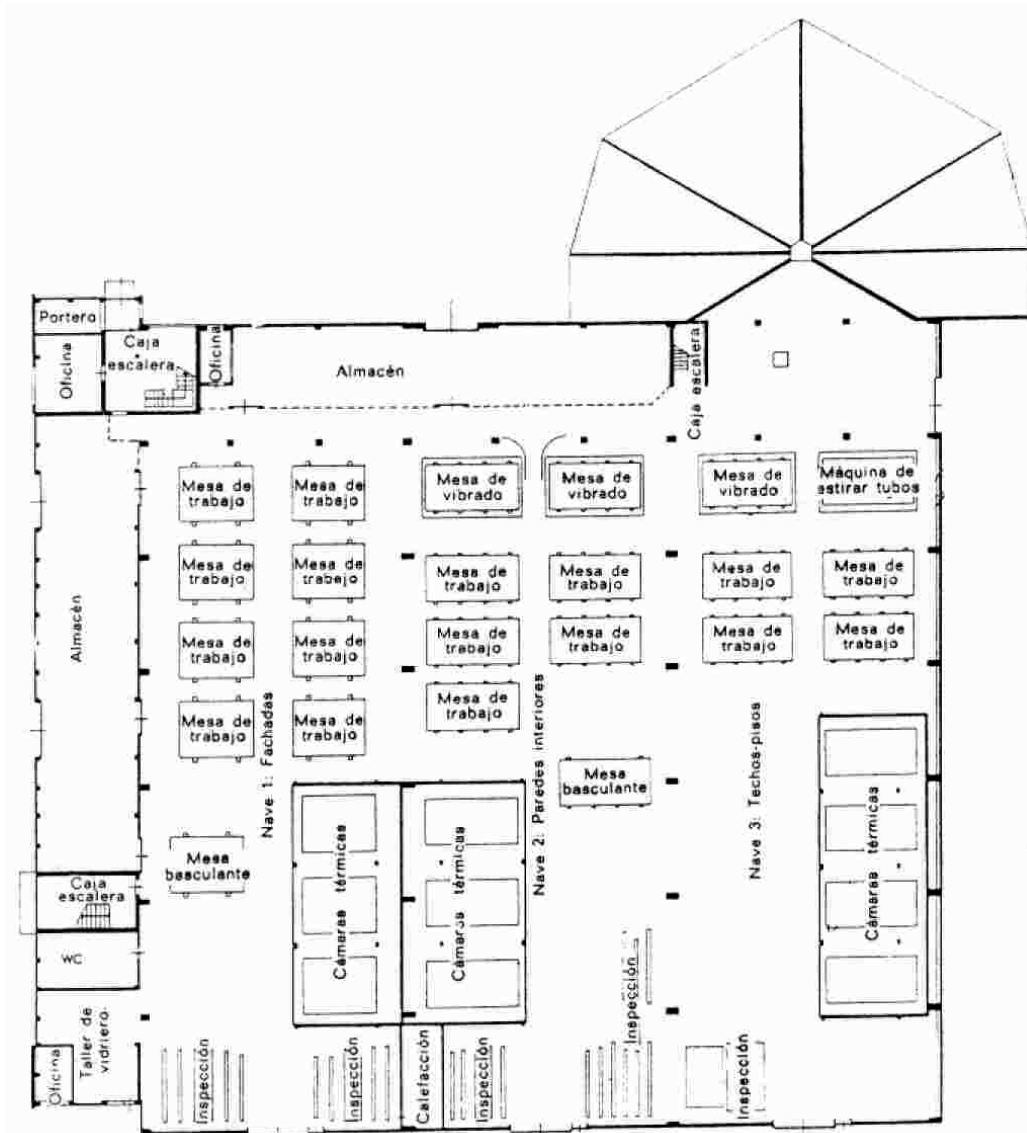 Portero
Oficina
Caja
escalera
Oficina
Almacén
Caja escalera
Mesa de
trabajo
Mesa de
trabajo
Mesa de
vibrado
Mesa de
vibrado
Mesa de
vibrado
Máquina de
estirar tubos
Mesa de
trabajo
Mesa de
trabajo
Mesa de
trabajo
Mesa de
trabajo
Mesa de
trabajo
Mesa de
trabajo
Almacén
Mesa de
trabajo
Mesa de
trabajo
Mesa de
trabajo
Mesa de
trabajo
Mesa de
trabajo
Mesa de
trabajo
Mesa de
trabajo
Mesa de
trabajo
Mesa de
trabajo
Nave 1: Fachadas
Nave 2: Paredes interiores
Nave 3: Techos-pisos
Mesa
basculante
Mesa
basculante
Cámaras térmicas
Cámaras térmicas
Cámaras térmicas
Caja
escalera
WC
Taller de
vidriero
Oficina
Inspección
Inspección
Calefacción
Inspección
Inspección
Inspección